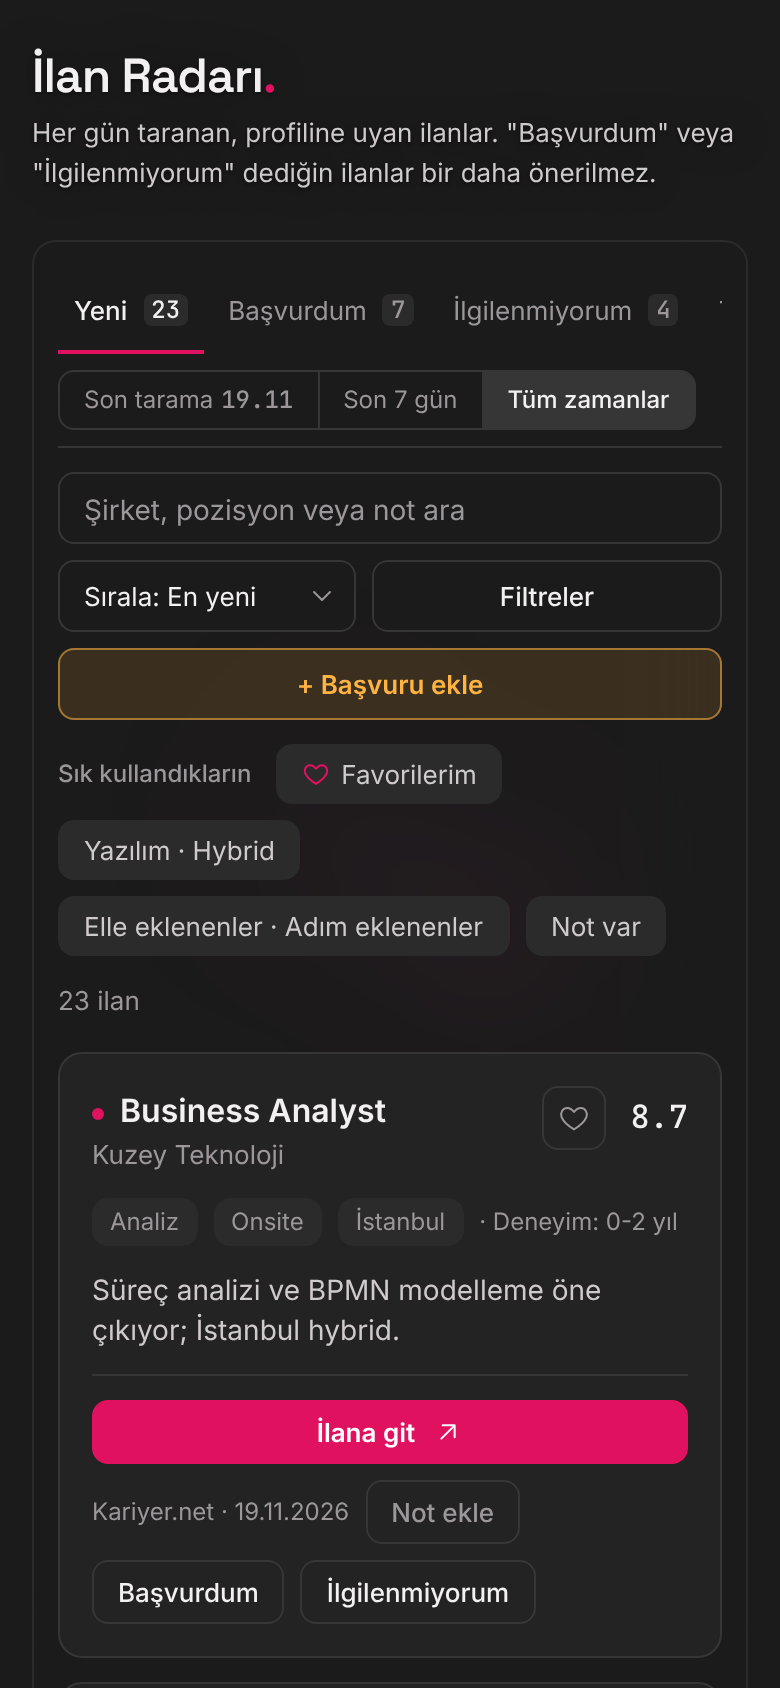 İlan Radarı.
Her gün taranan, profiline uyan ilanlar. "Başvurdum" veya
"İlgilenmiyorum" dediğin ilanlar bir daha önerilmez.
Yeni 23 Başvurdum 7 İlgilenmiyorum 4
Son tarama 19.11 Son 7 gün Tüm zamanlar
Şirket, pozisyon veya not ara
Sırala: En yeni Filtreler
+ Başvuru ekle
Sık kullandıkların Favorilerim
Yazılım · Hybrid
Elle eklenenler · Adım eklenenler Not var
23 ilan
Business Analyst 8.7
Kuzey Teknoloji
Analiz Onsite İstanbul · Deneyim: 0-2 yıl
Süreç analizi ve BPMN modelleme öne
çıkıyor; İstanbul hybrid.
İlana git
Kariyer.net · 19.11.2026 Not ekle
Başvurdum İlgilenmiyorum